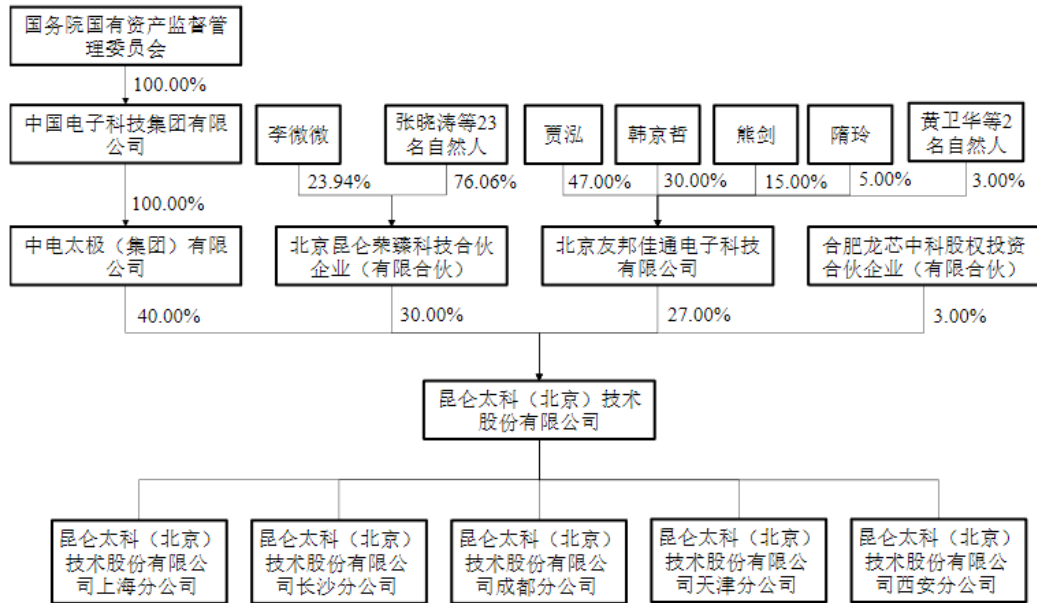 国务院国有资产监督管
理委员会
100.00%
中国电子科技集团有限
公司
李微微
张晓涛等23
名自然人
贾泓
韩京哲
熊剑
隋玲
黄卫华等2
名自然人
23.94%
76.06%
47.00%
30.00%
15.00%
5.00%
3.00%
100.00%
中电太极（集团）有限
公司
北京昆仑荣臻科技合伙
企业（有限合伙）
北京友邦佳通电子科技
有限公司
合肥龙芯中科股权投资
合伙企业（有限合伙）
40.00%
30.00%
27.00%
3.00%
昆仑太科（北京）技术
股份有限公司
昆仑太科（北京）
技术股份有限公
司上海分公司
昆仑太科（北京）
技术股份有限公
司长沙分公司
昆仑太科（北京）
技术股份有限公
司成都分公司
昆仑太科（北京）
技术股份有限公
司天津分公司
昆仑太科（北京）
技术股份有限公
司西安分公司